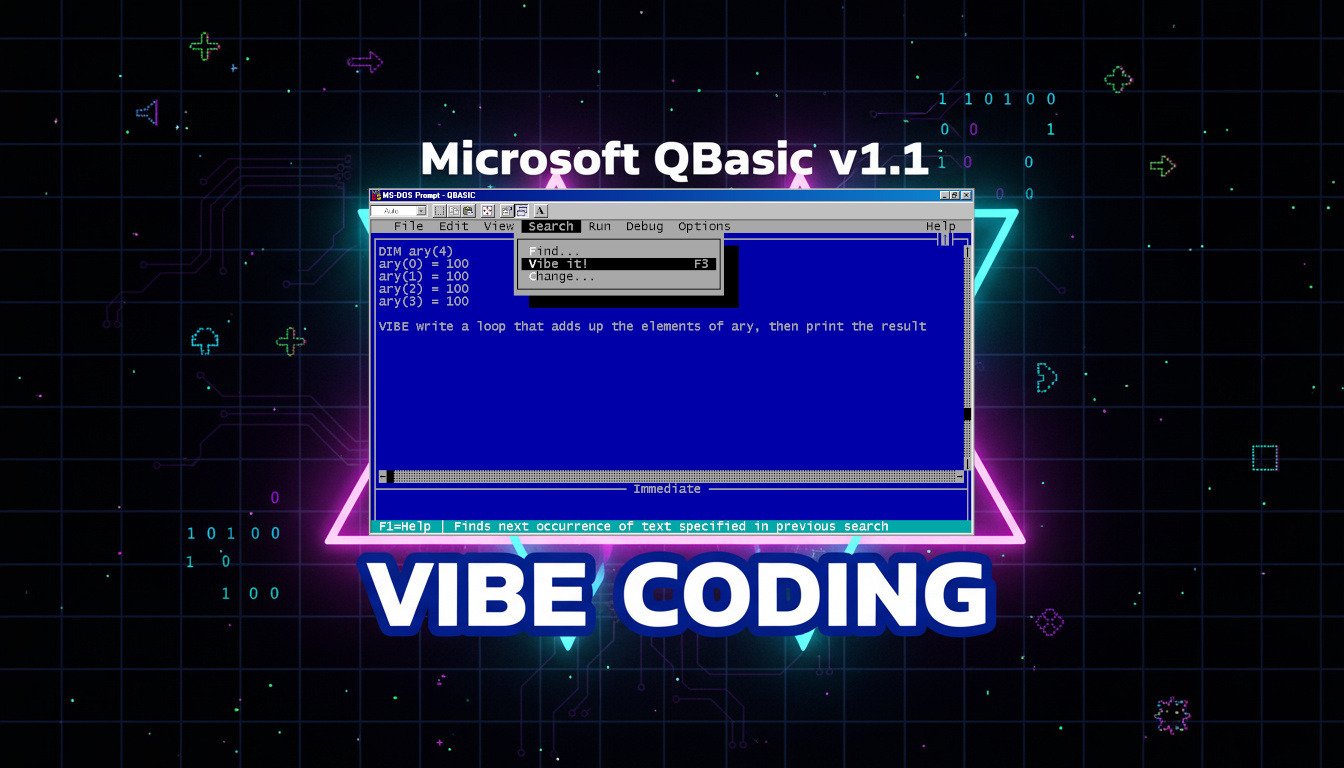 1 1 0 1 0 0
0 0 1
Microsoft QBasic v1.1
1 0 0
0 0
MS-DOS Prompt - QBASIC
Auto A
File Edit View Search Run Debug Options Help
1
DIM ary(4)
Find...
ary(0) = 100
Vibe it! F3
ary(1) = 100
Change...
ary(2) = 100
ary(3) = 100
VIBE write a loop that adds up the elements of ary, then print the result
Immediate
0
F1=Help | Finds next occurrence of text specified in previous search
1 0 1 0 0
1 0
1 0 0
VIBE CODING